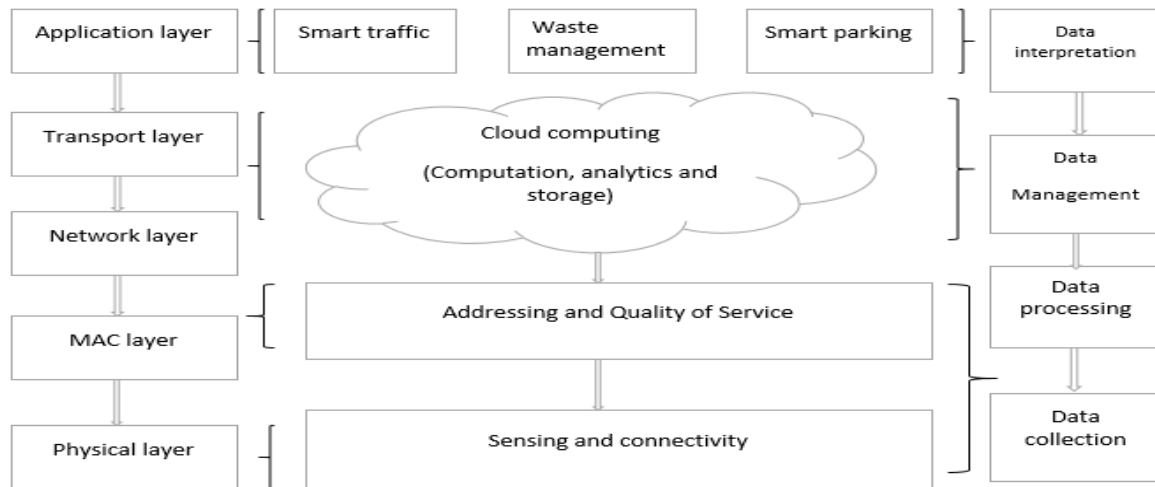 Application layer
Smart traffic
Waste
management
Smart parking
Data
interpretation
Transport layer
Cloud computing
(Computation, analytics and
storage)
Data
Management
Network layer
Data
processing
MAC layer
Addressing and Quality of Service
Physical layer
Sensing and connectivity
Data
collection